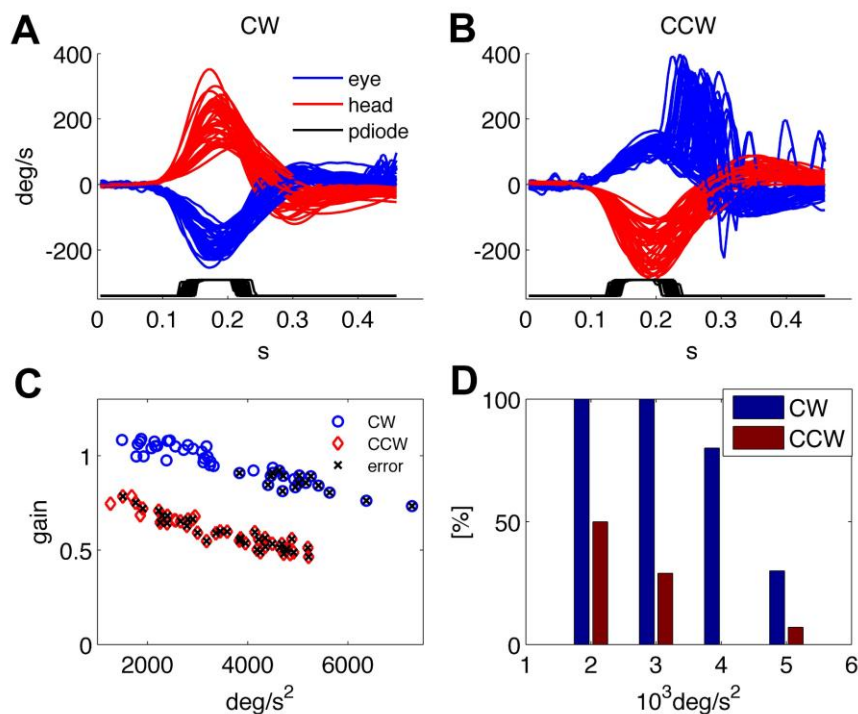 A
CW
B
CCW
400
200
0
-200
deg/s
eye
head
pdiode
0 0.1 0.2 0.3 0.4
s
400
200
0
-200
0 0.1 0.2 0.3 0.4
s
C
1
0.5
0
gain
CW
CCW
error
2000 4000 6000
deg/s²
D
100
50
0
[%]
CW
CCW
1 2 3 4 5 6
10³deg/s²